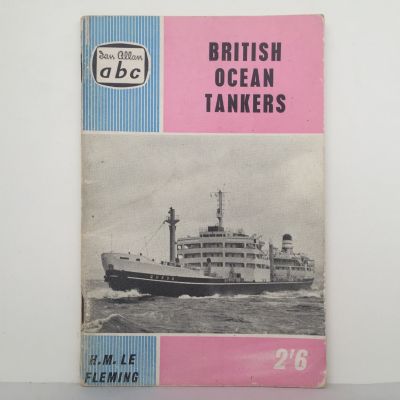 Ian Allan
abc
BRITISH
OCEAN
TANKERS
H.M. LE
FLEMING
2'6